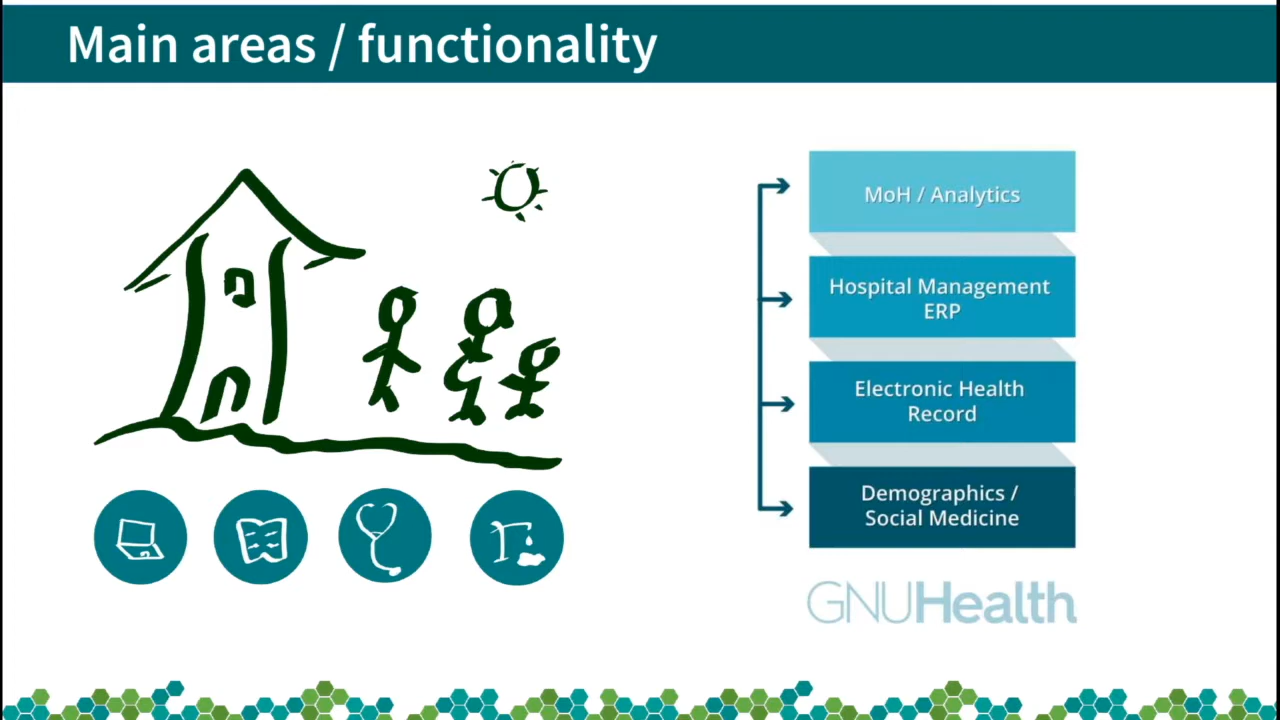 Main areas / functionality
MoH / Analytics
Hospital Management
ERP
Electronic Health
Record
Demographics /
Social Medicine
GNUHealth